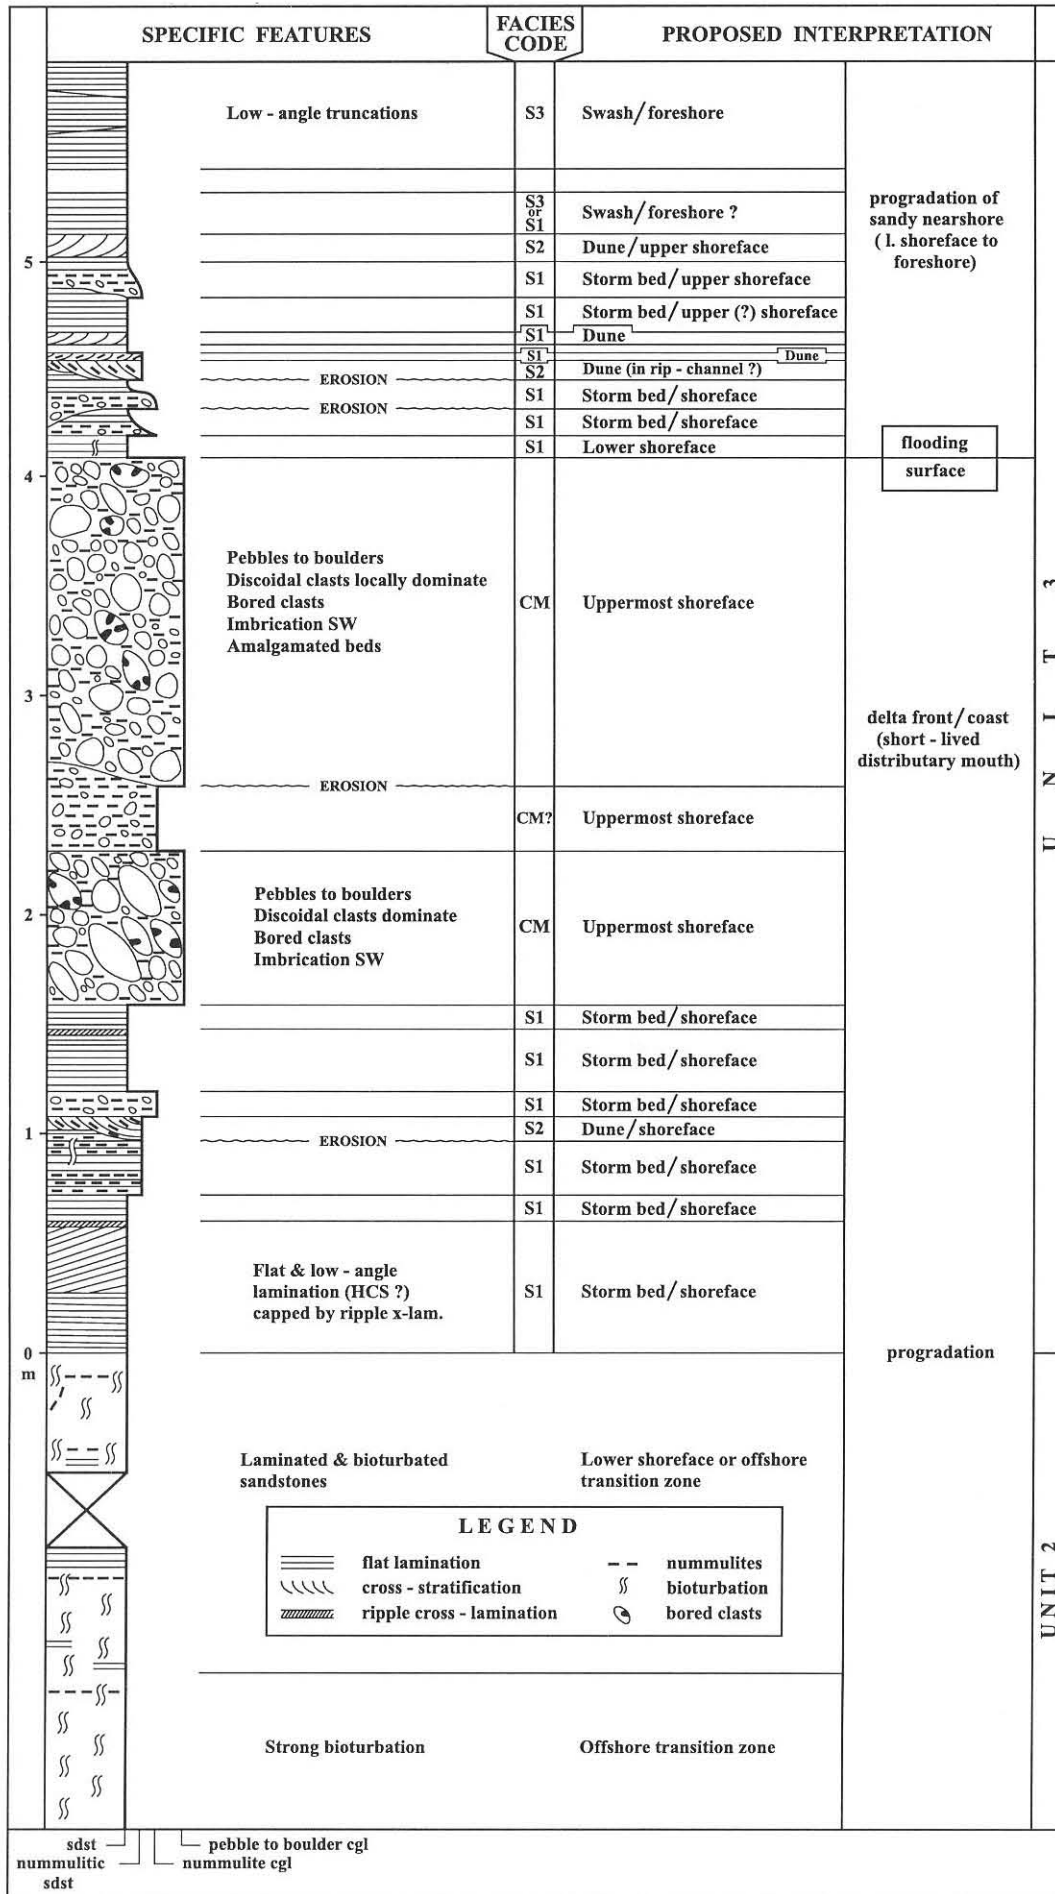 SPECIFIC FEATURES
FACIES
CODE
PROPOSED INTERPRETATION
Low - angle truncations
S3
Swash/foreshore
S3
or
S1
Swash/foreshore ?
progradation of
sandy nearshore
( l. shoreface to
foreshore)
S2
Dune/upper shoreface
5
S1
Storm bed/upper shoreface
S1
Storm bed/upper (?) shoreface
S1
Dune
S1
Dune
S2
Dune (in rip - channel ?)
EROSION
S1
Storm bed/shoreface
EROSION
S1
Storm bed/shoreface
S1
Lower shoreface
flooding
surface
4
Pebbles to boulders
Discoidal clasts locally dominate
Bored clasts
Imbrication SW
Amalgamated beds
CM
Uppermost shoreface
UNIT 3
3
delta front/coast
(short - lived
distributary mouth)
EROSION
CM?
Uppermost shoreface
2
Pebbles to boulders
Discoidal clasts dominate
Bored clasts
Imbrication SW
CM
Uppermost shoreface
S1
Storm bed/shoreface
S1
Storm bed/shoreface
S1
Storm bed/shoreface
S2
Dune/shoreface
1
EROSION
S1
Storm bed/shoreface
S1
Storm bed/shoreface
Flat & low - angle
lamination (HCS ?)
capped by ripple x-lam.
S1
Storm bed/shoreface
0
m
progradation
Laminated & bioturbated
sandstones
Lower shoreface or offshore
transition zone
LEGEND
flat lamination
nummulites
cross - stratification
bioturbation
ripple cross - lamination
bored clasts
UNIT 2
Strong bioturbation
Offshore transition zone
sdst
pebble to boulder cgl
nummulitic
sdst
nummulite cgl